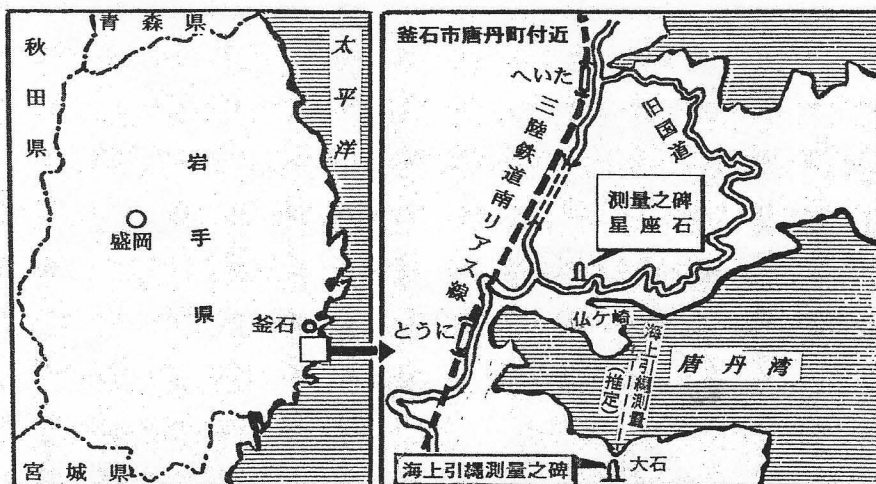 青森県
秋田県
太平洋
岩手県
盛岡
釜石
宮城県
釜石市唐丹町付近
へいた
三陸鉄道南リアス線
旧国道
測量之碑
星座石
とうに
仏ケ崎
海上引縄測量
(推定)
唐丹湾
大石
海上引縄測量之碑